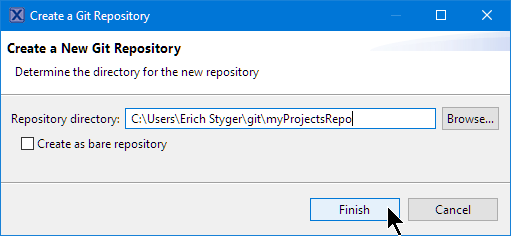 Create a Git Repository
Create a New Git Repository
Determine the directory for the new repository
Repository directory: C:\Users\Erich Styger\git\myProjectsRepo Browse...
Create as bare repository
Finish Cancel